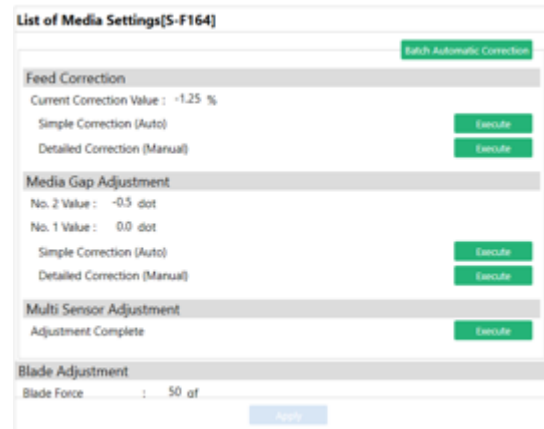 List of Media Settings[S-F164]
Batch Automatic Correction
Feed Correction
Current Correction Value : -1.25 %
Simple Correction (Auto) Execute
Detailed Correction (Manual) Execute
Media Gap Adjustment
No. 2 Value : -0.5 dot
No. 1 Value : 0.0 dot
Simple Correction (Auto) Execute
Detailed Correction (Manual) Execute
Multi Sensor Adjustment
Adjustment Complete Execute
Blade Adjustment
Blade Force : 50 gf
Apply